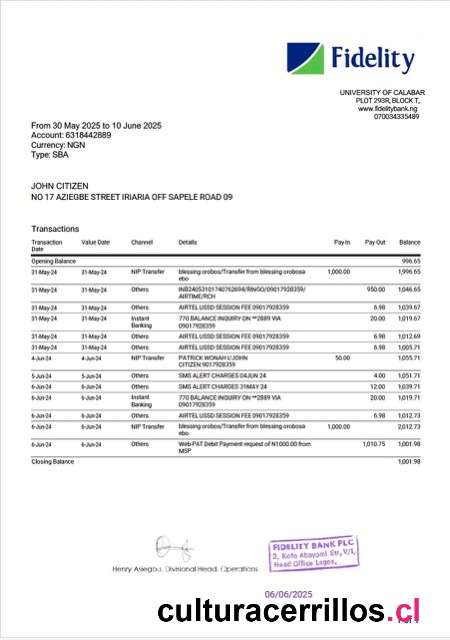 Fidelity
UNIVERSITY OF CALABAR
PLOT 293R, BLOCK T,
www.fidelitybank.ng
070034335489
From 30 May 2025 to 10 June 2025
Account: 6318442889
Currency: NGN
Type: SBA
JOHN CITIZEN
NO 17 AZIEGBE STREET IRIARIA OFF SAPELE ROAD 09
Transactions
Transaction Date Value Date Channel Details Pay In Pay Out Balance
Opening Balance 996.65
31-May-24 31-May-24 NIP Transfer blessing orobos/Transfer from blessing orobosa 1,000.00 1,996.65
ebo
31-May-24 31-May-24 Others INB24053101740762694/RNGO/09017928359/ 950.00 1,046.65
AIRTIME/RCH
31-May-24 31-May-24 Others AIRTEL USSD SESSION FEE 09017928359 6.98 1,039.67
31-May-24 31-May-24 Instant Banking 770 BALANCE INQUIRY ON **2889 VIA 20.00 1,019.67
09017928359
31-May-24 31-May-24 Others AIRTEL USSD SESSION FEE 09017928359 6.98 1,012.69
31-May-24 31-May-24 Others AIRTEL USSD SESSION FEE 09017928359 6.98 1,005.71
4-Jun-24 4-Jun-24 NIP Transfer PATRICK WONAH I/JOHN 50.00 1,055.71
CITIZEN 9017928359
5-Jun-24 5-Jun-24 Others SMS ALERT CHARGES 04JUN 24 4.00 1,051.71
6-Jun-24 6-Jun-24 Others SMS ALERT CHARGES 31MAY 24 12.00 1,039.71
6-Jun-24 6-Jun-24 Instant Banking 770 BALANCE INQUIRY ON **2889 VIA 20.00 1,019.71
09017928359
6-Jun-24 6-Jun-24 Others AIRTEL USSD SESSION FEE 09017928359 6.98 1,012.73
6-Jun-24 6-Jun-24 NIP Transfer blessing orobos/Transfer from blessing orobosa 1,000.00 2,012.73
ebo
6-Jun-24 6-Jun-24 Others Web-PAT Debit Payment request of N1000.00 from 1,010.75 1,001.98
MSP
Closing Balance 1,001.98
Henry Asiegbu, Divisional Head, Operations
FIDELITY BANK PLC
2, Kofo Abayomi Str, V/I,
Head Office Lagos,
06/06/2025
culturacerrillos.cl